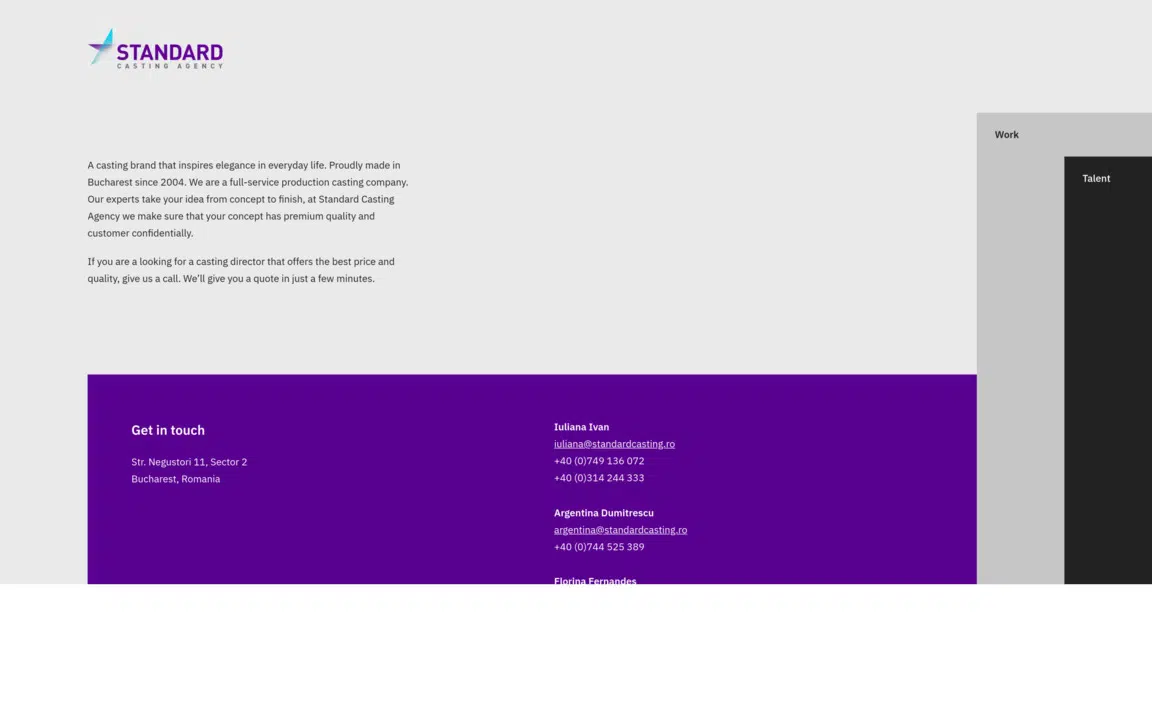 STANDARD
CASTING AGENCY
Work
Talent
A casting brand that inspires elegance in everyday life. Proudly made in
Bucharest since 2004. We are a full-service production casting company.
Our experts take your idea from concept to finish, at Standard Casting
Agency we make sure that your concept has premium quality and
customer confidentially.
If you are a looking for a casting director that offers the best price and
quality, give us a call. We'll give you a quote in just a few minutes.
Get in touch
Str. Negustori 11, Sector 2
Bucharest, Romania
Iuliana Ivan
iuliana@standardcasting.ro
+40 (0)749 136 072
+40 (0)314 244 333
Argentina Dumitrescu
argentina@standardcasting.ro
+40 (0)744 525 389
Florina Fernandes